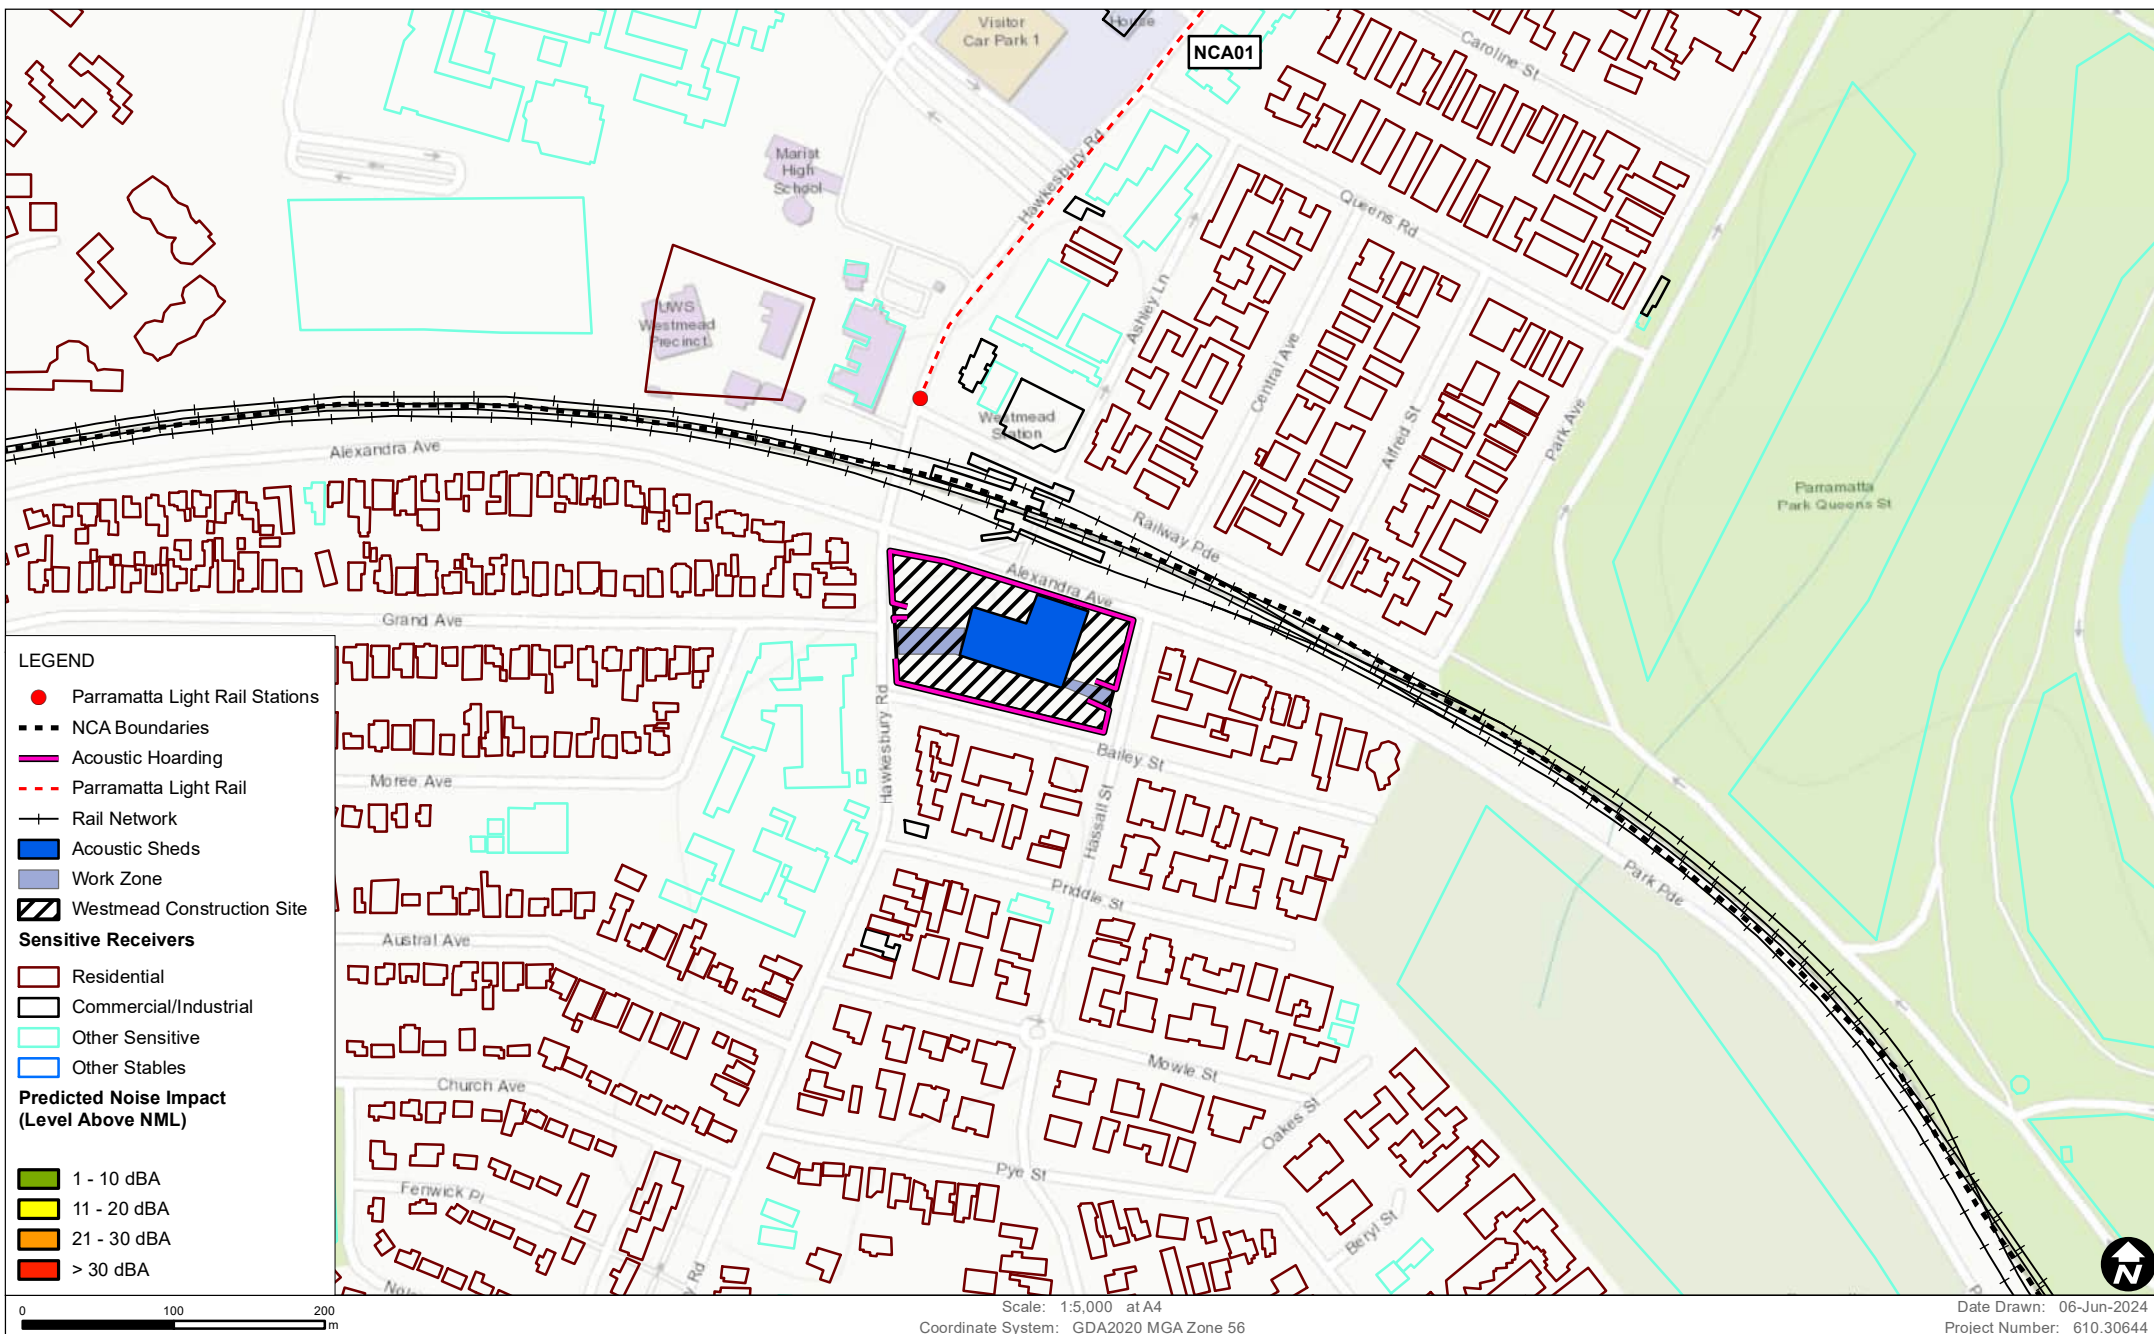 Visitor
Car Park 1
House
NCA01
Caroline St
Marist
High
School
Hawkesbury Rd
Queens Rd
UWS
Westmead
Precinct
Ashley Ln
Central Ave
Westmead
Station
Alfred St
Park Ave
Alexandra Ave
Parramatta
Park Queens St
Railway Pde
Alexandra Ave
Grand Ave
Hawkesbury Rd
Bailey St
Moree Ave
Hassall St
Park Pde
Priddle St
Austral Ave
Church Ave
Mowle St
Oakes St
Pye St
Fenwick Pl
Beryl St
y Rd
LEGEND
Parramatta Light Rail Stations
NCA Boundaries
Acoustic Hoarding
Parramatta Light Rail
Rail Network
Acoustic Sheds
Work Zone
Westmead Construction Site
Sensitive Receivers
Residential
Commercial/Industrial
Other Sensitive
Other Stables
Predicted Noise Impact
(Level Above NML)
1 - 10 dBA
11 - 20 dBA
21 - 30 dBA
> 30 dBA
N
0 100 200
m
Scale: 1:5,000 at A4
Coordinate System: GDA2020 MGA Zone 56
Date Drawn: 06-Jun-2024
Project Number: 610.30644